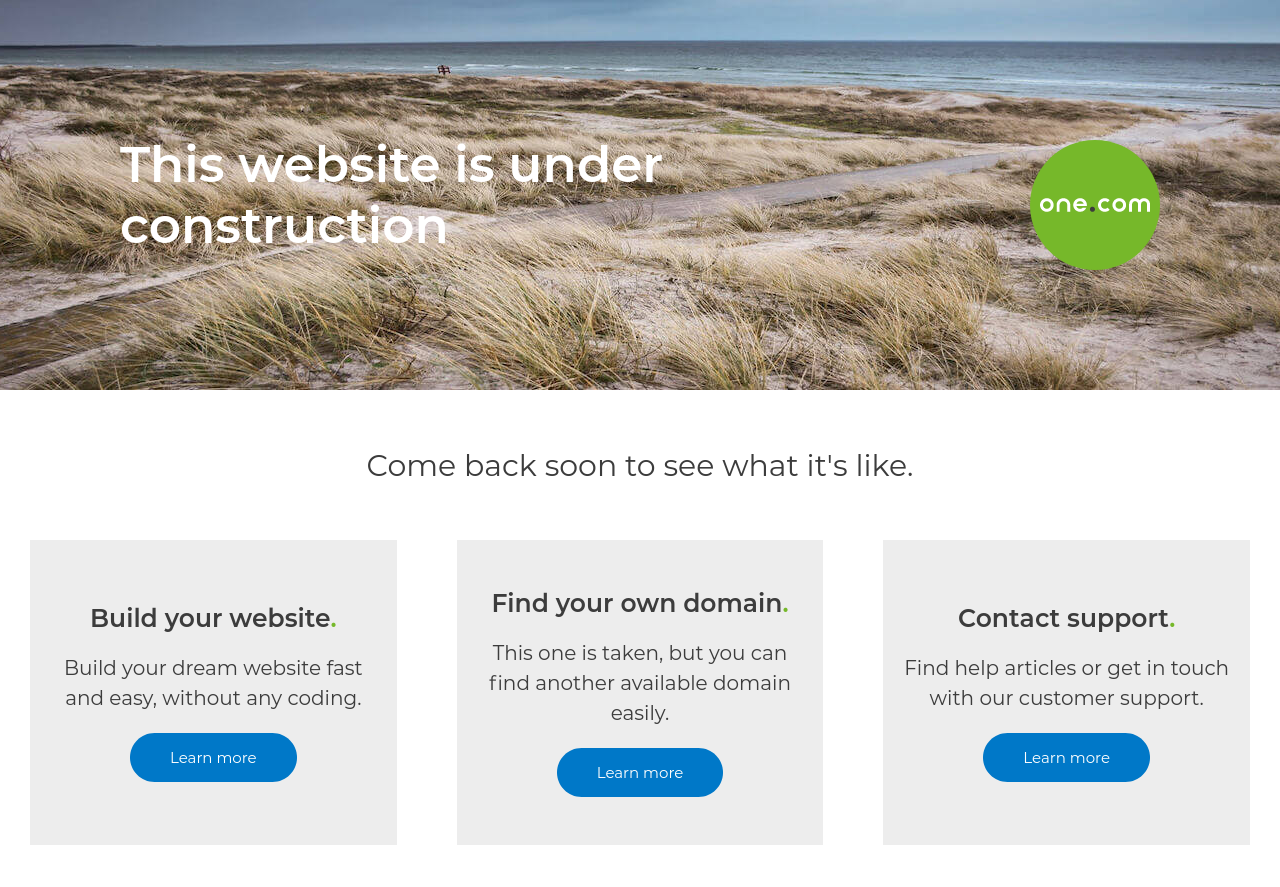 This website is under
construction
one.com
Come back soon to see what it's like.
Build your website.
Build your dream website fast
and easy, without any coding.
Learn more
Find your own domain.
This one is taken, but you can
find another available domain
easily.
Learn more
Contact support.
Find help articles or get in touch
with our customer support.
Learn more